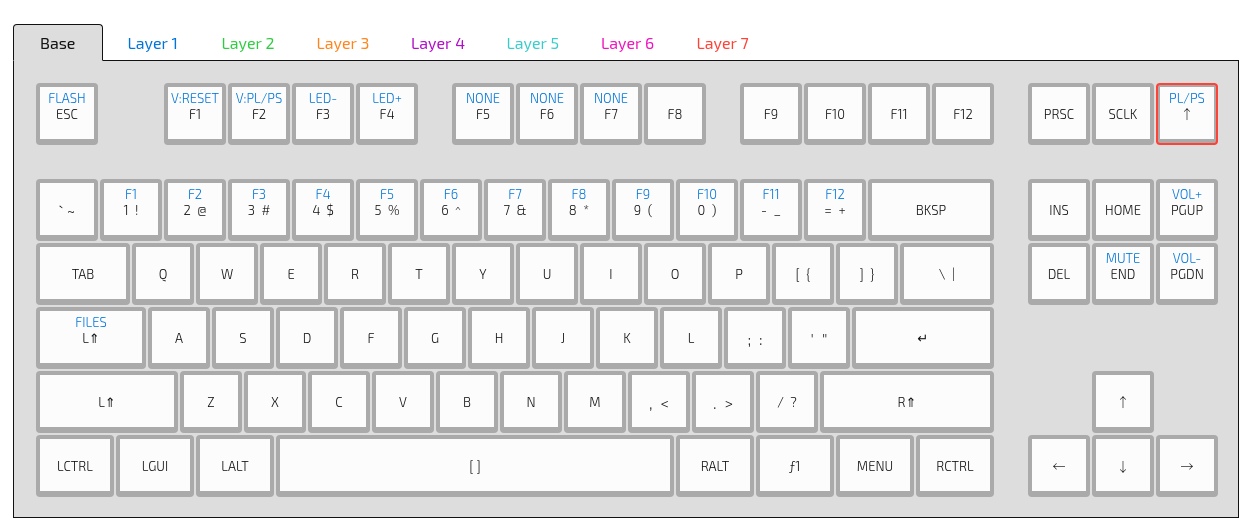 Base Layer 1 Layer 2 Layer 3 Layer 4 Layer 5 Layer 6 Layer 7
FLASH V:RESET V:PL/PS LED- LED+ NONE NONE NONE PL/PS
ESC F1 F2 F3 F4 F5 F6 F7 F8 F9 F10 F11 F12 PRSC SCLK ↑
F1 F2 F3 F4 F5 F6 F7 F8 F9 F10 F11 F12 VOL+
` ~ 1 ! 2 @ 3 # 4 $ 5 % 6 ^ 7 & 8 * 9 ( 0 ) - _ = + BKSP INS HOME PGUP
MUTE VOL-
TAB Q W E R T Y U I O P [ { ] } \ | DEL END PGDN
FILES
L⇑ A S D F G H J K L ; : ' " ↵
L⇑ Z X C V B N M , < . > / ? R⇑ ↑
LCTRL LGUI LALT [ ] RALT ƒ1 MENU RCTRL ← ↓ →